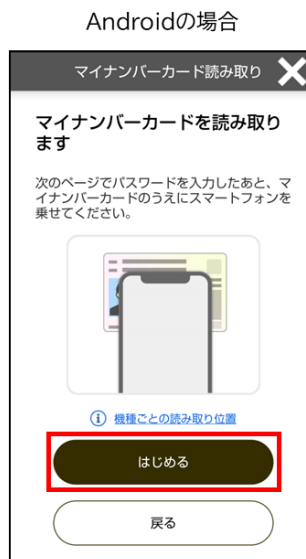 Androidの場合
マイナンバーカード読み取り
マイナンバーカードを読み取り
ます
次のページでパスワードを入力したあと、マ
イナンバーカードのうえにスマートフォンを
乗せてください。
機種ごとの読み取り位置
はじめる
戻る